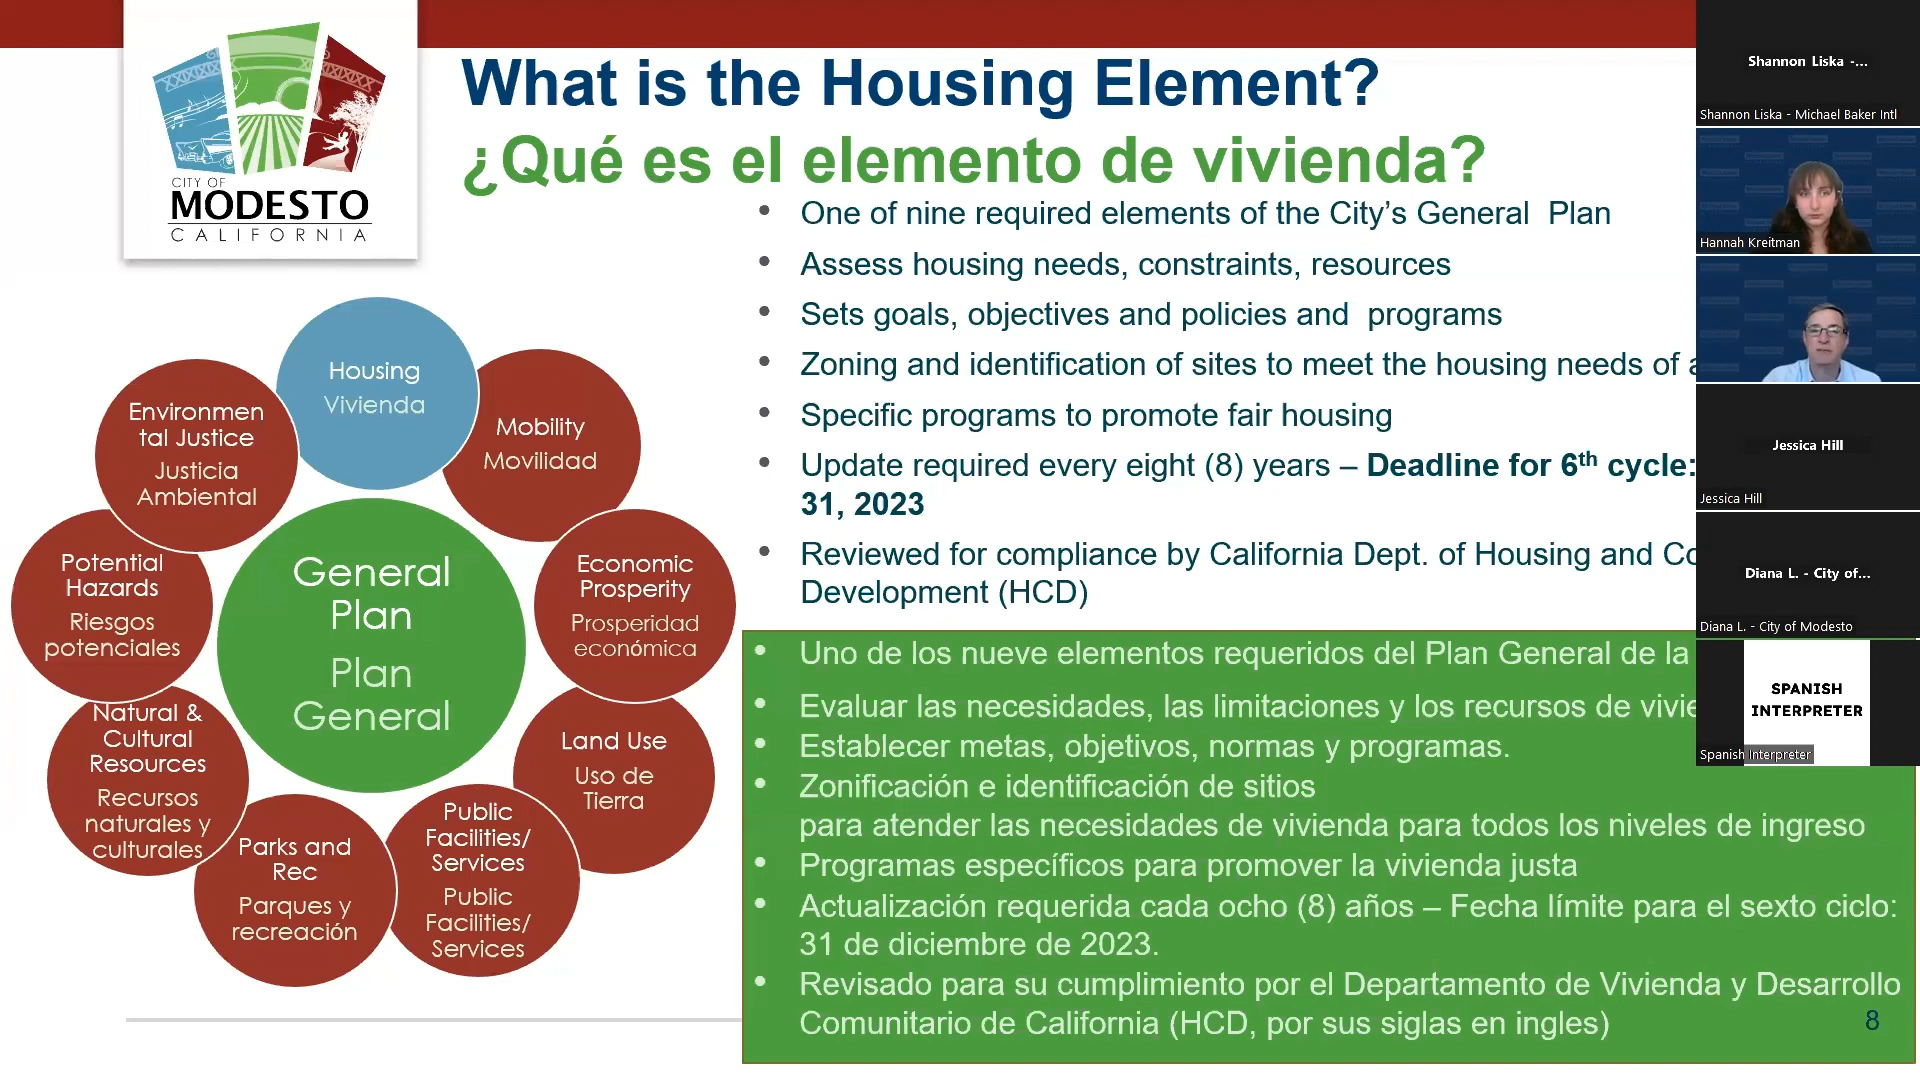 CITY OF
MODESTO
CALIFORNIA
What is the Housing Element?
¿Qué es el elemento de vivienda?
Housing
Vivienda
Mobility
Movilidad
Economic
Prosperity
Prosperidad
económica
Land Use
Uso de
Tierra
Public
Facilities/
Services
Public
Facilities/
Services
Parks and
Rec
Parques y
recreación
Natural &
Cultural
Resources
Recursos
naturales y
culturales
Potential
Hazards
Riesgos
potenciales
Environmen
tal Justice
Justicia
Ambiental
General
Plan
Plan
General
• One of nine required elements of the City’s General  Plan
• Assess housing needs, constraints, resources
• Sets goals, objectives and policies and  programs
• Zoning and identification of sites to meet the housing needs of
• Specific programs to promote fair housing
• Update required every eight (8) years – Deadline for 6th cycle:
31, 2023
• Reviewed for compliance by California Dept. of Housing and Co
Development (HCD)
• Uno de los nueve elementos requeridos del Plan General de la
• Evaluar las necesidades, las limitaciones y los recursos de vivie
• Establecer metas, objetivos, normas y programas.
• Zonificación e identificación de sitios
para atender las necesidades de vivienda para todos los niveles de ingreso
• Programas específicos para promover la vivienda justa
• Actualización requerida cada ocho (8) años – Fecha límite para el sexto ciclo:
31 de diciembre de 2023.
• Revisado para su cumplimiento por el Departamento de Vivienda y Desarrollo
Comunitario de California (HCD, por sus siglas en ingles)
8
Shannon Liska -...
Shannon Liska - Michael Baker Intl
Hannah Kreitman
Jessica Hill
Jessica Hill
Diana L. - City of...
Diana L. - City of Modesto
SPANISH
INTERPRETER
Spanish Interpreter